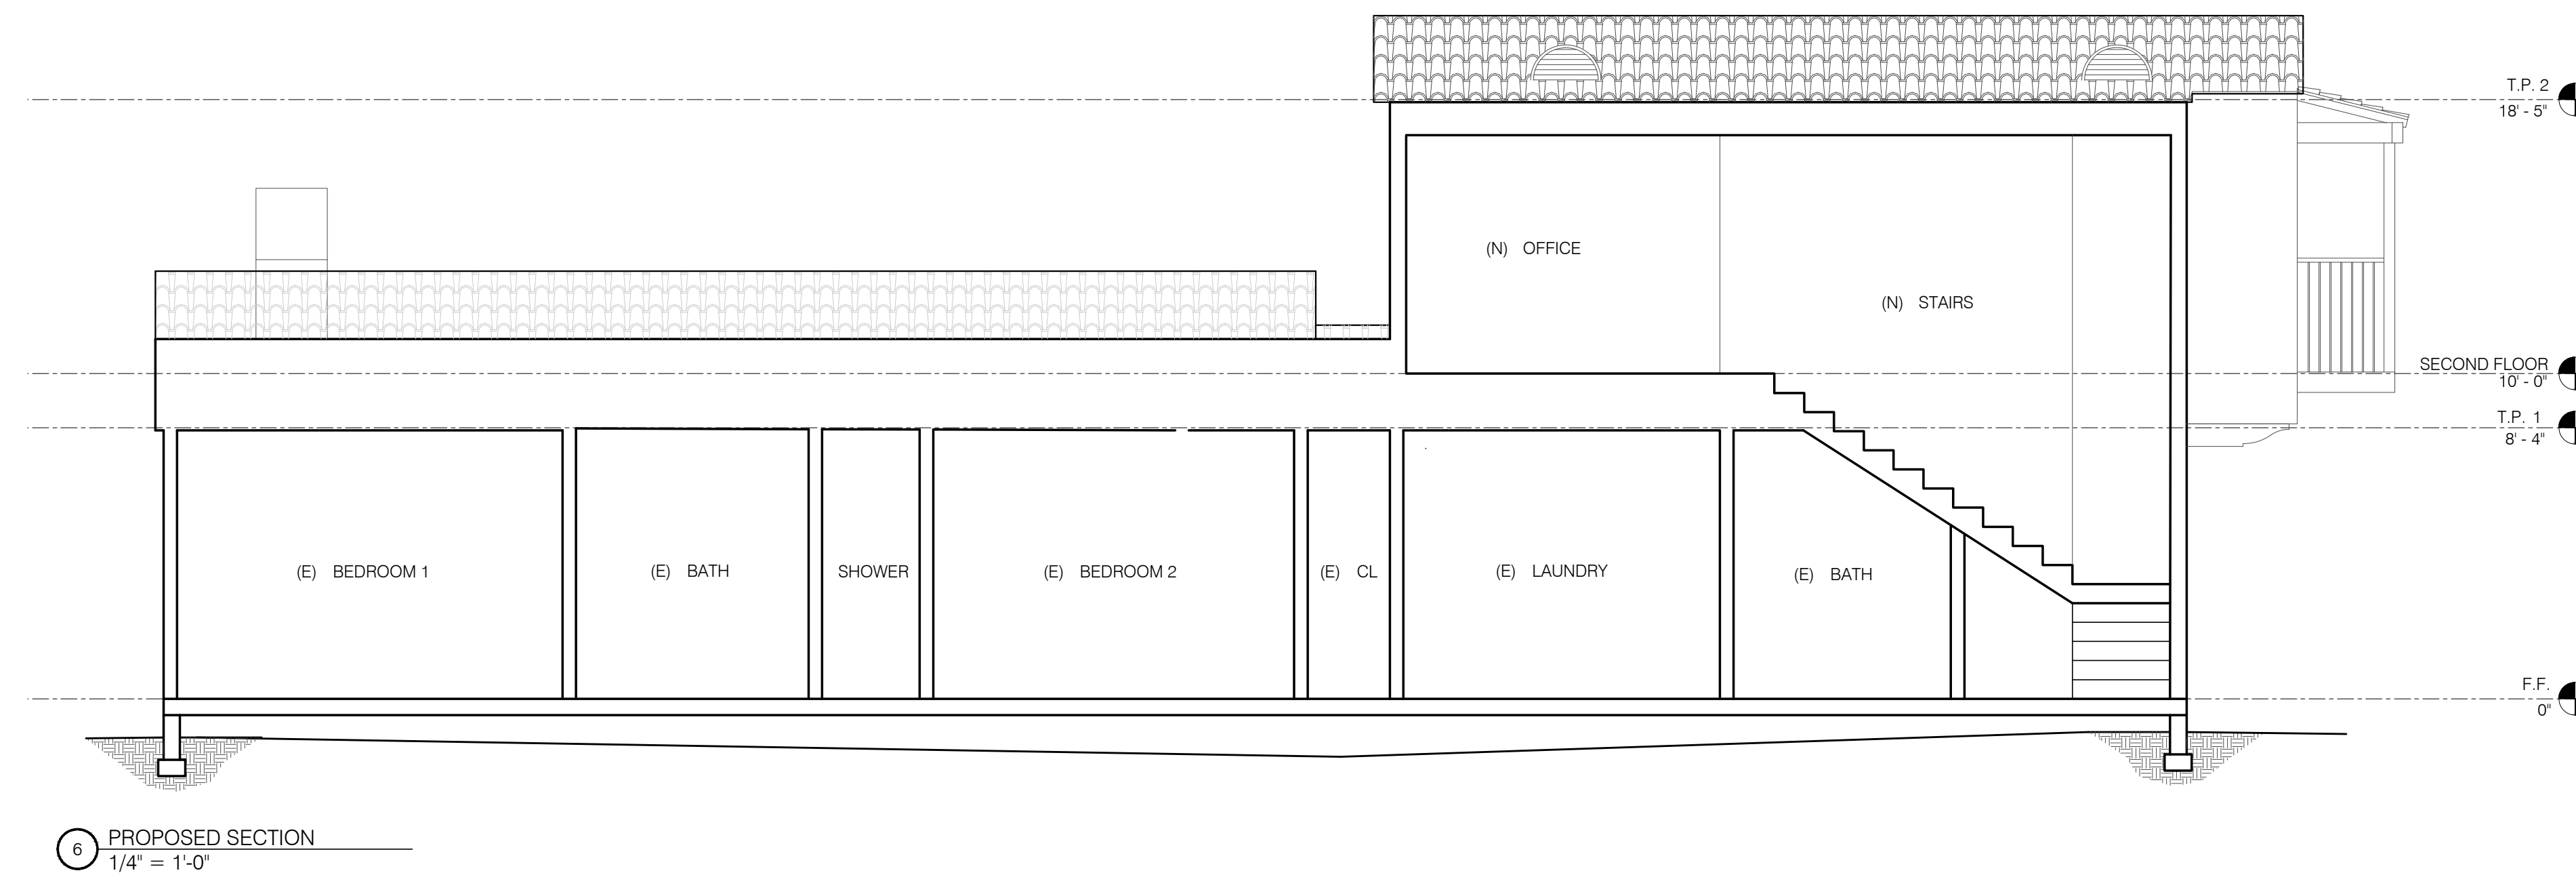 T.P. 2
18' - 5"
(N) OFFICE
(N) STAIRS
SECOND FLOOR
10' - 0"
T.P. 1
8' - 4"
(E) BEDROOM 1
(E) BATH
SHOWER
(E) BEDROOM 2
(E) CL
(E) LAUNDRY
(E) BATH
F.F.
0"
6
PROPOSED SECTION
1/4" = 1'-0"